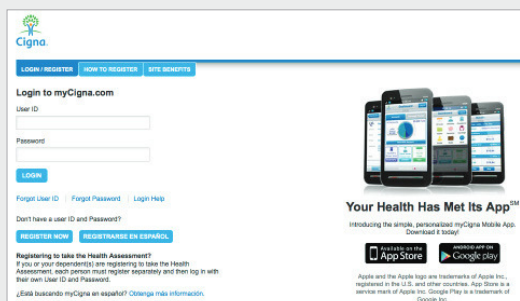 Cigna.
LOGIN / REGISTER HOW TO REGISTER SITE BENEFITS
Login to myCigna.com
User ID
Password
LOGIN
Forgot User ID | Forgot Password | Login Help
Don't have a user ID and Password?
REGISTER NOW REGISTRARSE EN ESPAÑOL
Registering to take the Health Assessment?
If you or your dependent(s) are registering to take the Health
Assessment, each person must register separately and then log in with
their own User ID and Password.
¿Está buscando myCigna en español? Obtenga más información.
Your Health Has Met Its App℠
Introducing the simple, personalized myCigna Mobile App.
Download it today!
Available on the
App Store
ANDROID APP ON
Google play
Apple and the Apple logo are trademarks of Apple Inc.,
registered in the U.S. and other countries. App Store is a
service mark of Apple Inc. Google Play is a trademark of
Google Inc.